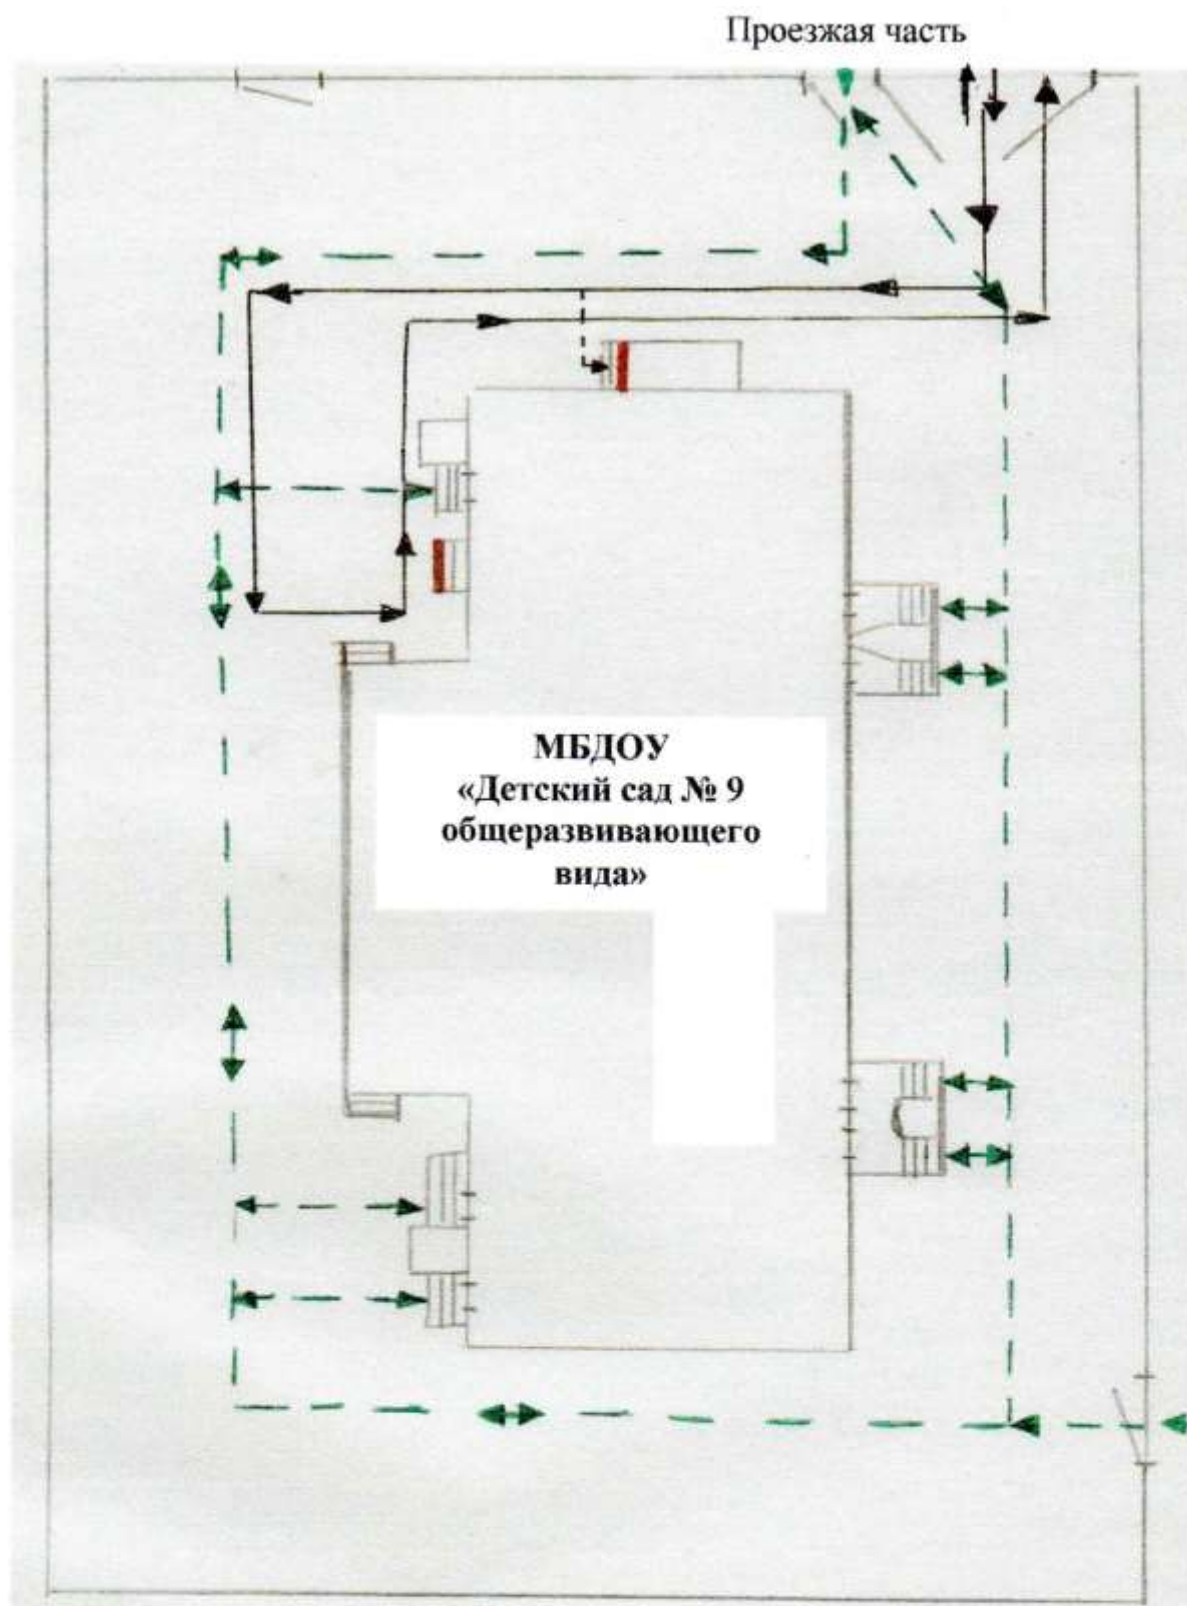 Проезжая часть
МБДОУ
«Детский сад № 9
общеразвивающего
вида»